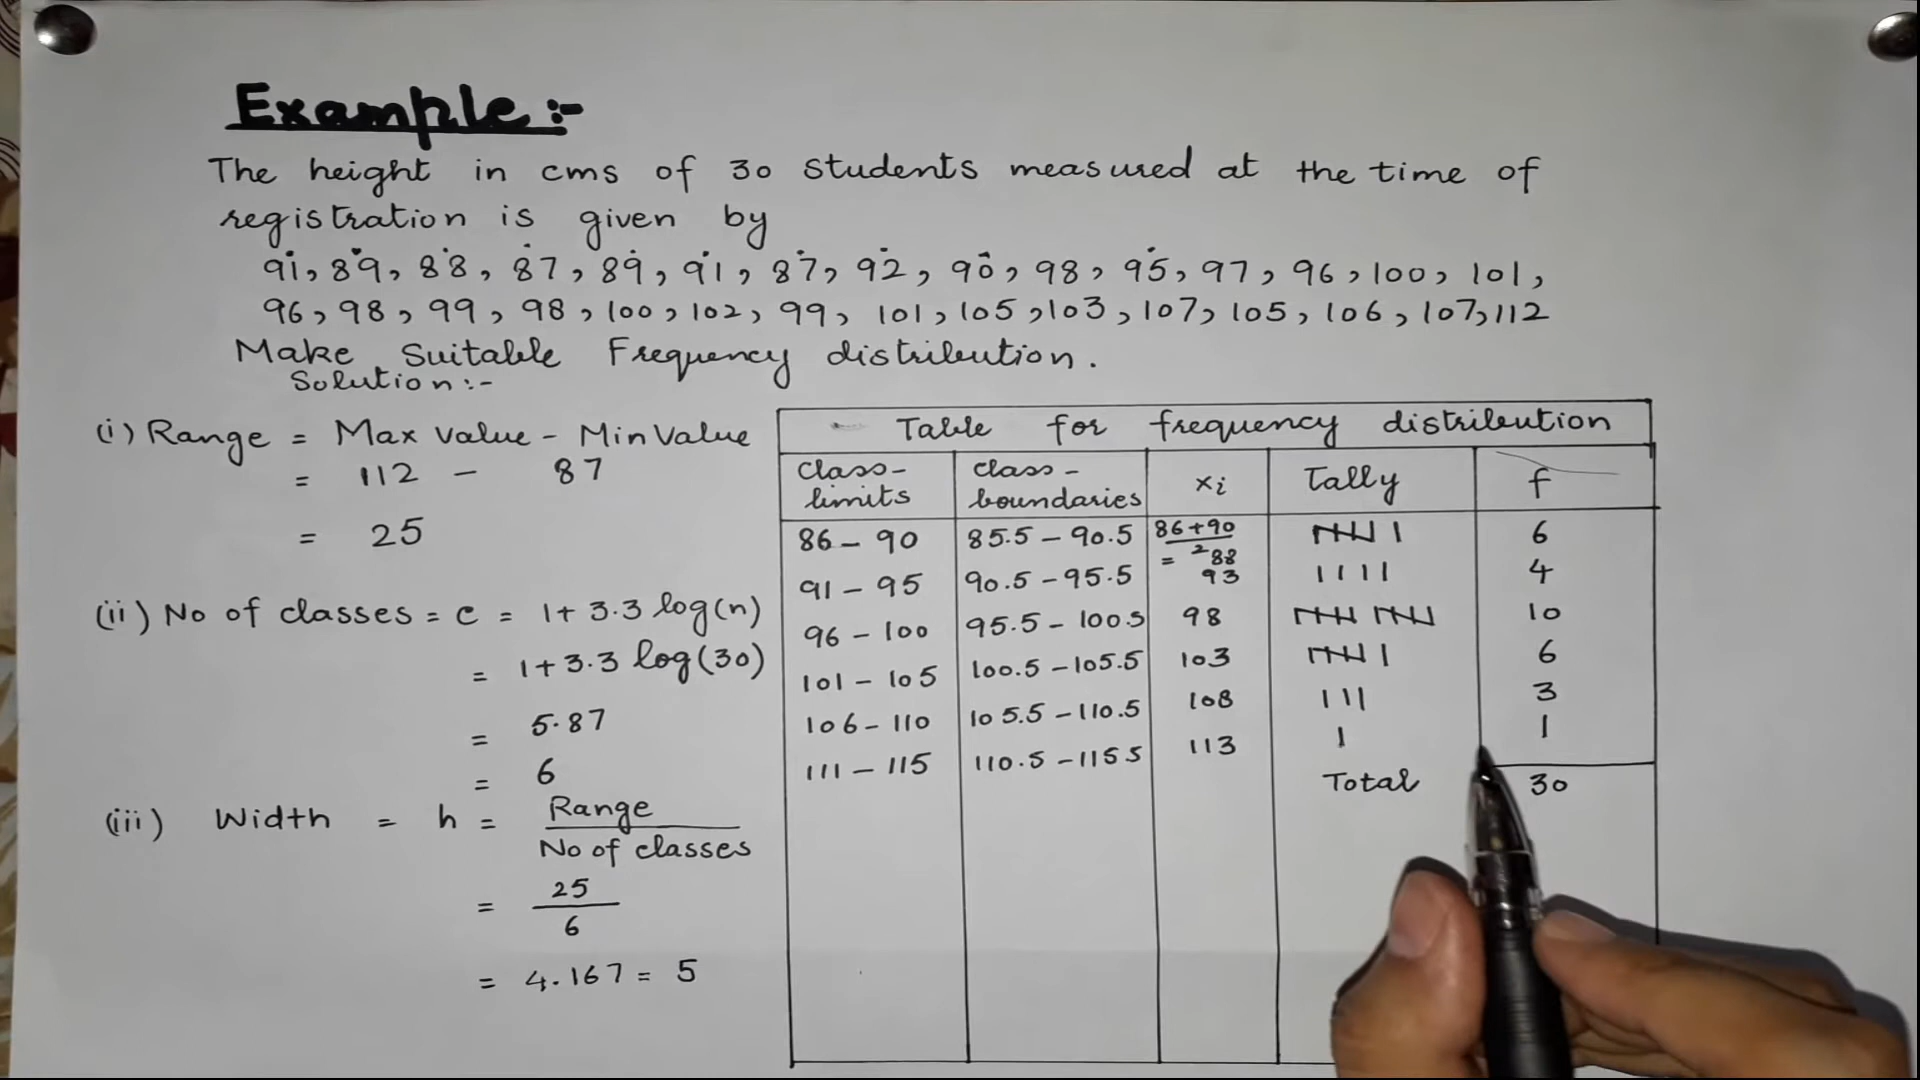 Example:-
The height in cms of 30 students measured at the time of
registration is given by
91, 89, 88, 87, 89, 91, 87, 92, 90, 98, 95, 97, 96, 100, 101,
96, 98, 99, 98, 100, 102, 99, 101, 105, 103, 107, 105, 106, 107, 112
Make Suitable Frequency distribution.
Solution:-
(i) Range = Max value - Min Value
= 112 - 87
= 25
(ii) No of classes = c = 1+ 3.3 log(n)
= 1+3.3 log(30)
= 5.87
= 6
(iii) Width = h = Range
No of classes
= 25
6
= 4.167 = 5
Table for frequency distribution
class-limits class-boundaries xi Tally f
86 - 90 85.5 - 90.5 86+90 / 2 = 88 |||| | 6
91 - 95 90.5 - 95.5 93 |||| 4
96 - 100 95.5 - 100.5 98 |||| |||| 10
101 - 105 100.5 - 105.5 103 |||| | 6
106 - 110 105.5 - 110.5 108 ||| 3
111 - 115 110.5 - 115.5 113 | 1
Total 30